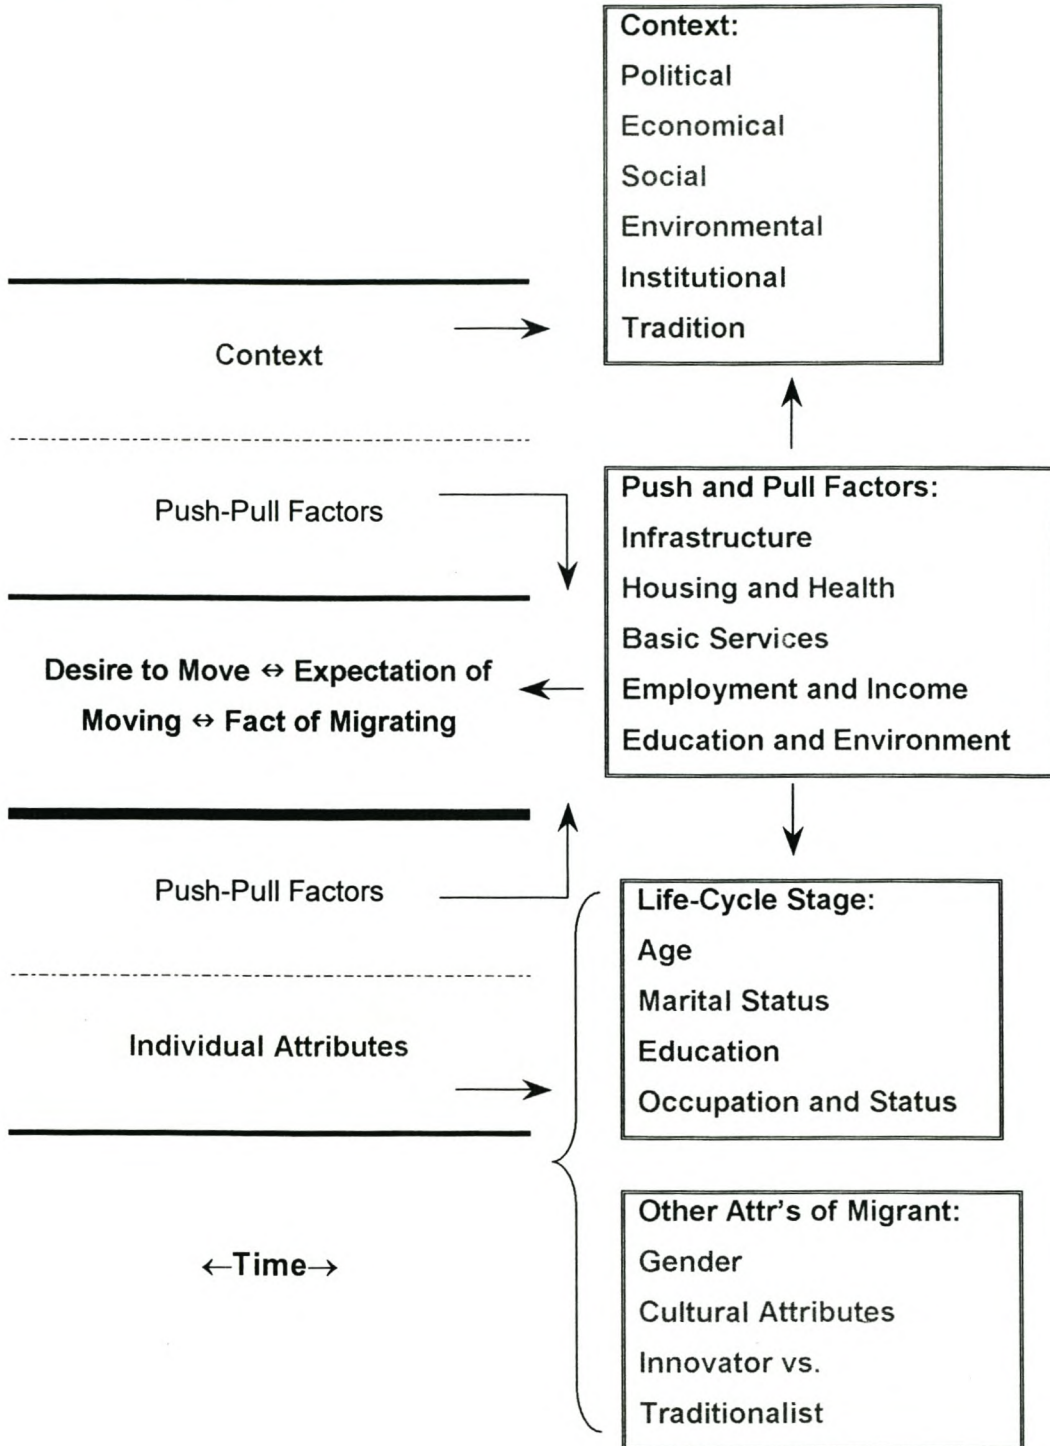 Context:
Political
Economical
Social
Environmental
Institutional
Tradition
Context
Push-Pull Factors
Push and Pull Factors:
Infrastructure
Housing and Health
Basic Services
Employment and Income
Education and Environment
Desire to Move ↔ Expectation of
Moving ↔ Fact of Migrating
Push-Pull Factors
Individual Attributes
Life-Cycle Stage:
Age
Marital Status
Education
Occupation and Status
Other Attr's of Migrant:
Gender
Cultural Attributes
Innovator vs.
Traditionalist
←Time→